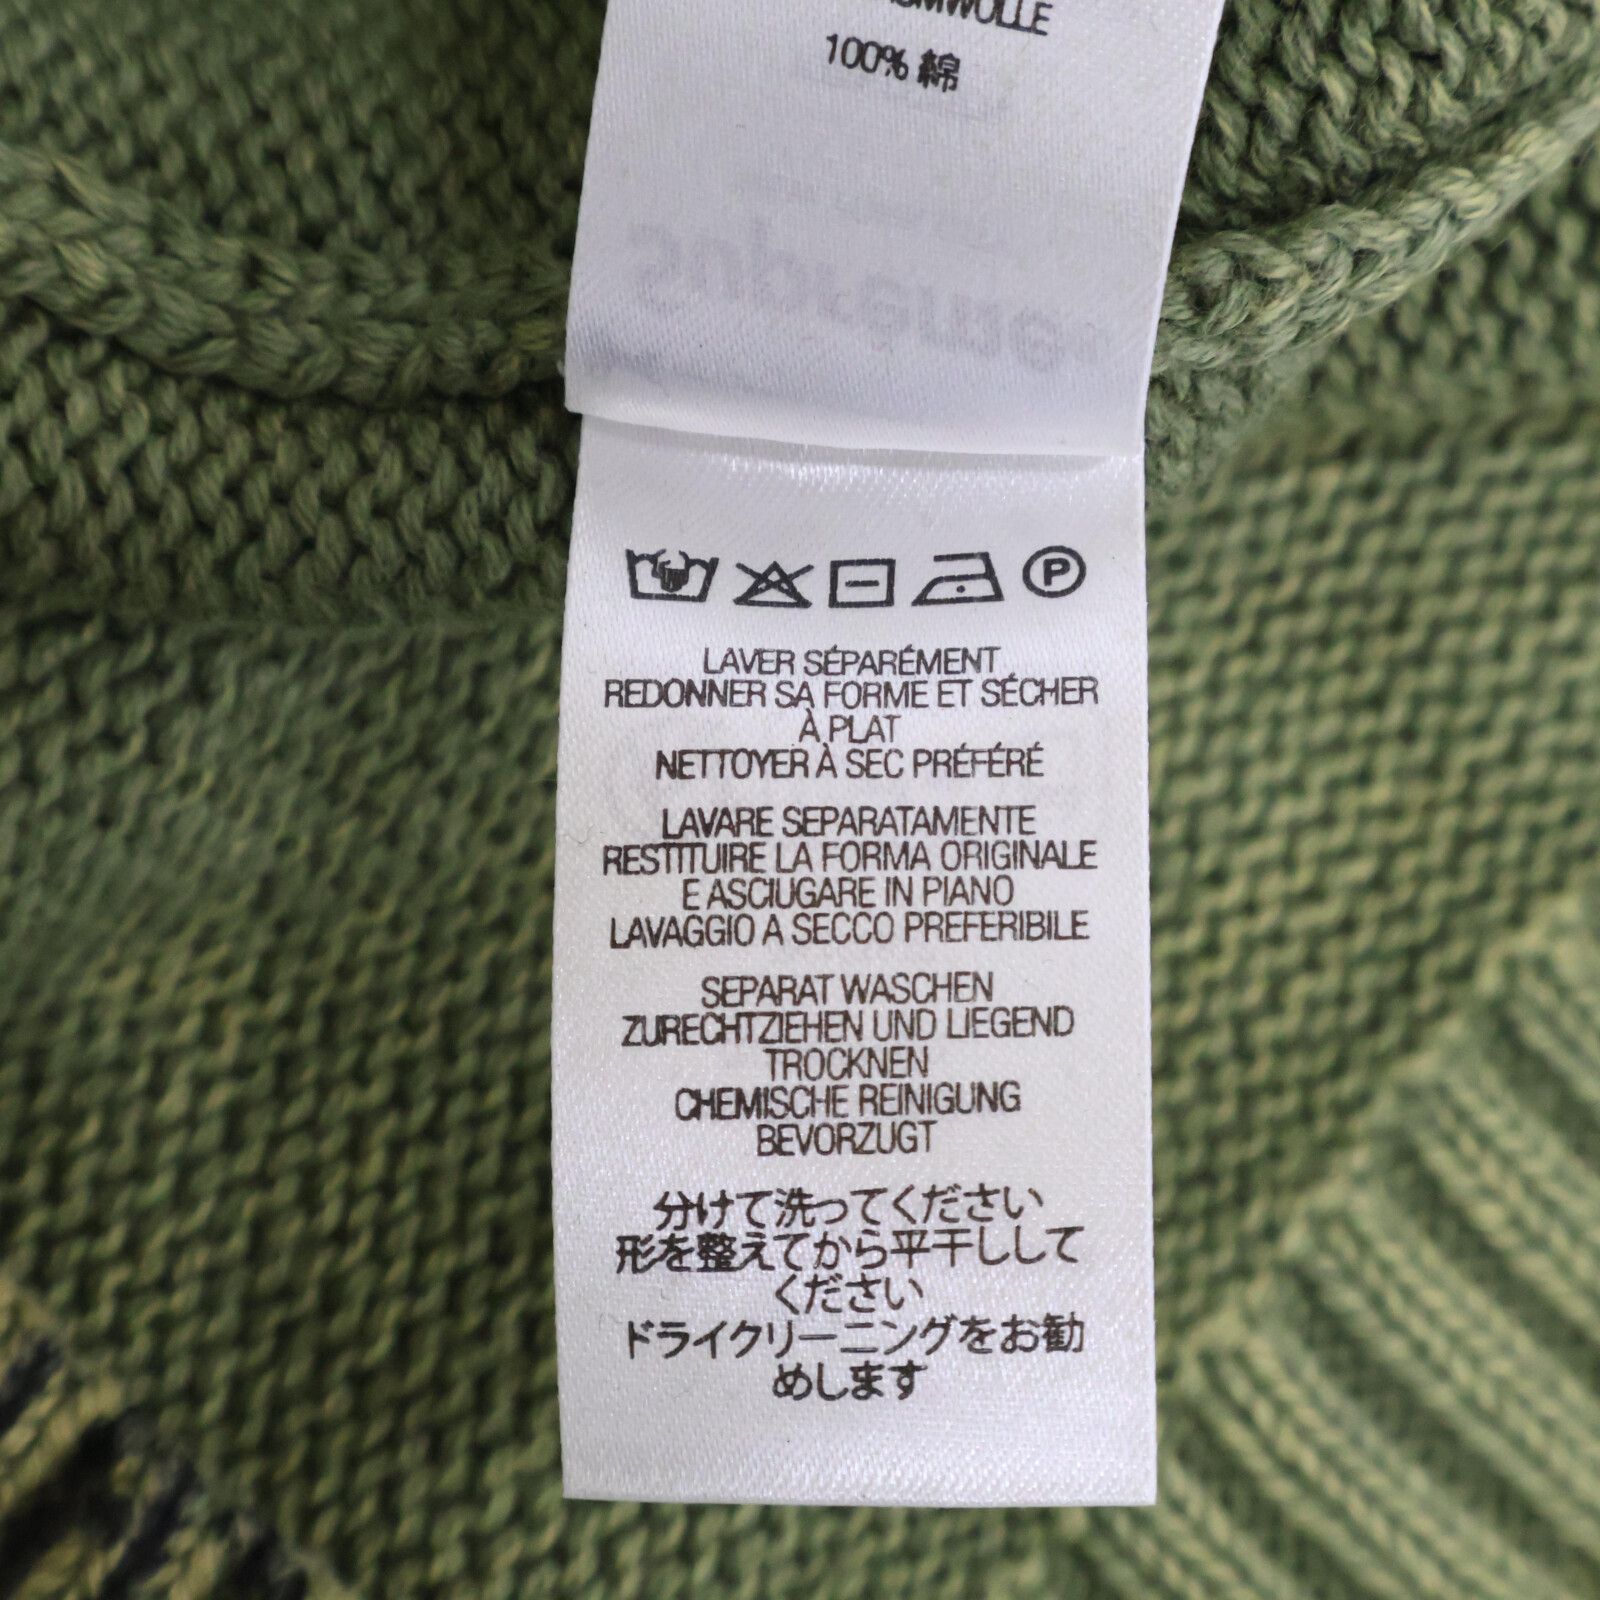 100% 綿
P
LAVER SÉPARÉMENT
REDONNER SA FORME ET SÉCHER
À PLAT
NETTOYER À SEC PRÉFÉRÉ
LAVARE SEPARATAMENTE
RESTITUIRE LA FORMA ORIGINALE
E ASCIUGARE IN PIANO
LAVAGGIO A SECCO PREFERIBILE
SEPARAT WASCHEN
ZURECHTZIEHEN UND LIEGEND
TROCKNEN
CHEMISCHE REINIGUNG
BEVORZUGT
分けて洗ってください
形を整えてから平干しして
ください
ドライクリーニングをお勧
めします